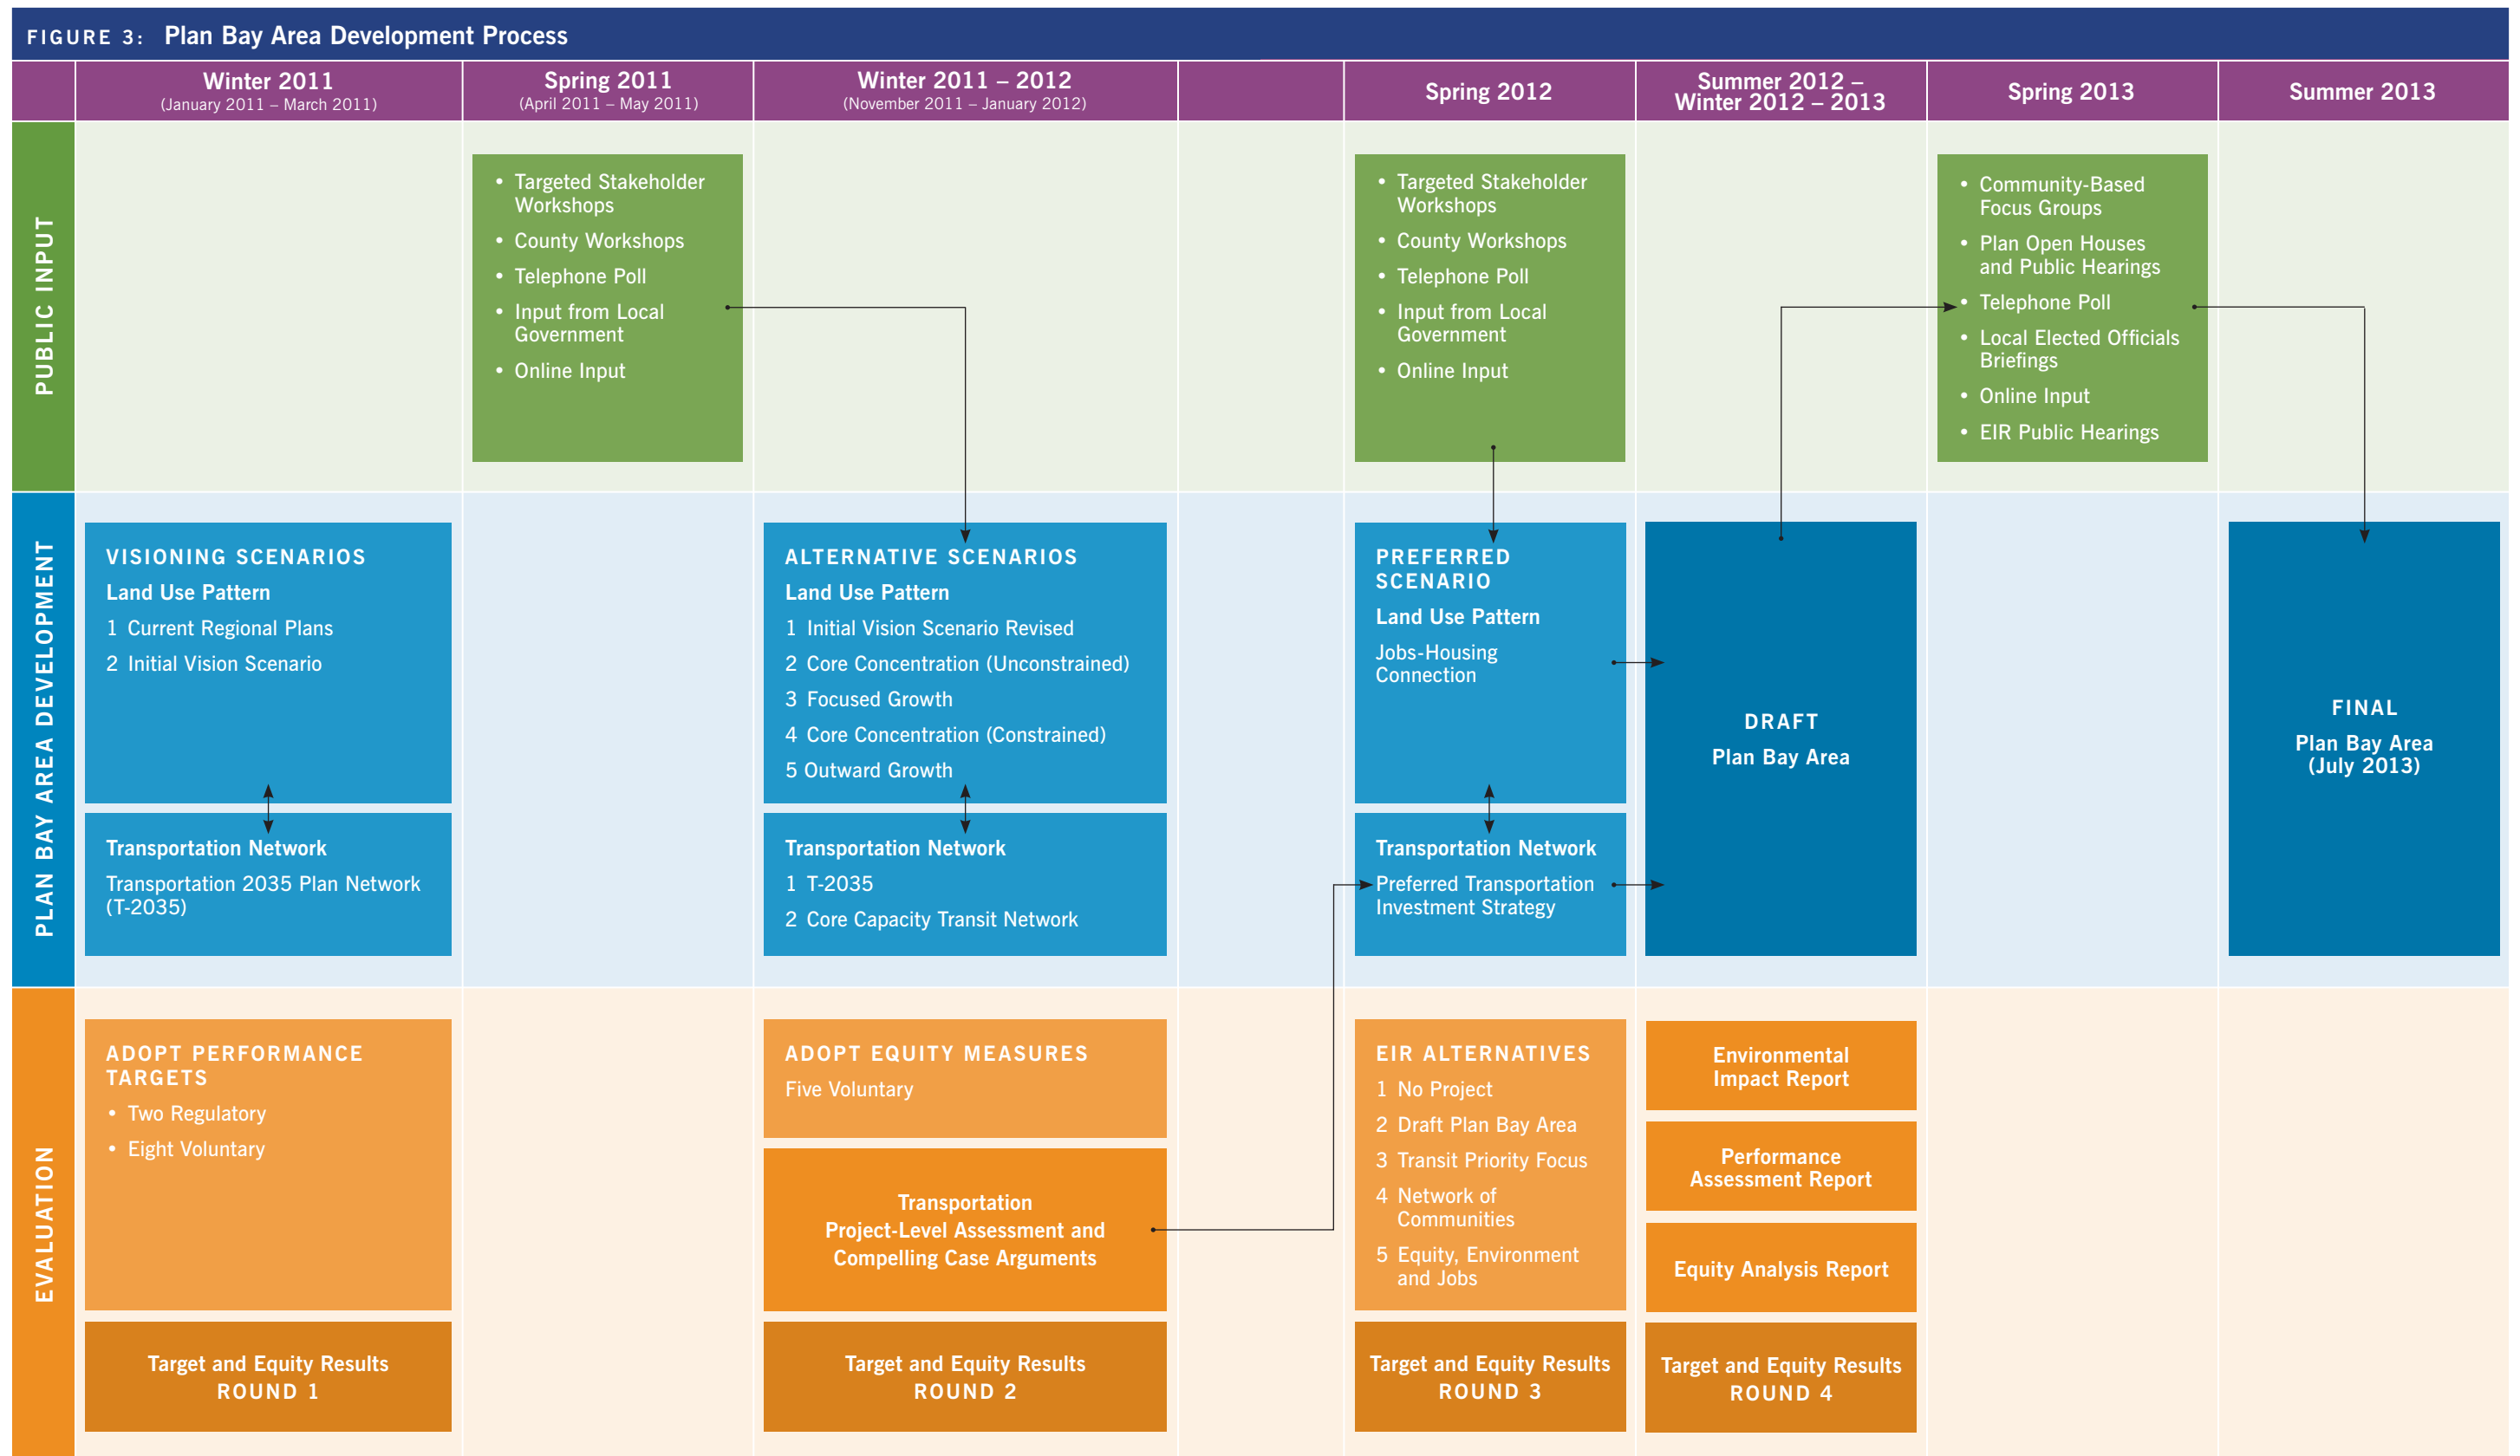 FIGURE 3: Plan Bay Area Development Process
Winter 2011
(January 2011 – March 2011)
Spring 2011
(April 2011 – May 2011)
Winter 2011 – 2012
(November 2011 – January 2012)
Spring 2012
Summer 2012 –
Winter 2012 – 2013
Spring 2013
Summer 2013
PUBLIC INPUT
• Targeted Stakeholder
Workshops
• County Workshops
• Telephone Poll
• Input from Local
Government
• Online Input
• Targeted Stakeholder
Workshops
• County Workshops
• Telephone Poll
• Input from Local
Government
• Online Input
• Community-Based
Focus Groups
• Plan Open Houses
and Public Hearings
• Telephone Poll
• Local Elected Officials
Briefings
• Online Input
• EIR Public Hearings
PLAN BAY AREA DEVELOPMENT
VISIONING SCENARIOS
Land Use Pattern
1 Current Regional Plans
2 Initial Vision Scenario
Transportation Network
Transportation 2035 Plan Network
(T-2035)
ALTERNATIVE SCENARIOS
Land Use Pattern
1 Initial Vision Scenario Revised
2 Core Concentration (Unconstrained)
3 Focused Growth
4 Core Concentration (Constrained)
5 Outward Growth
Transportation Network
1 T-2035
2 Core Capacity Transit Network
PREFERRED
SCENARIO
Land Use Pattern
Jobs-Housing
Connection
Transportation Network
Preferred Transportation
Investment Strategy
DRAFT
Plan Bay Area
FINAL
Plan Bay Area
(July 2013)
EVALUATION
ADOPT PERFORMANCE
TARGETS
• Two Regulatory
• Eight Voluntary
Target and Equity Results
ROUND 1
ADOPT EQUITY MEASURES
Five Voluntary
Transportation
Project-Level Assessment and
Compelling Case Arguments
Target and Equity Results
ROUND 2
EIR ALTERNATIVES
1 No Project
2 Draft Plan Bay Area
3 Transit Priority Focus
4 Network of
Communities
5 Equity, Environment
and Jobs
Target and Equity Results
ROUND 3
Environmental
Impact Report
Performance
Assessment Report
Equity Analysis Report
Target and Equity Results
ROUND 4